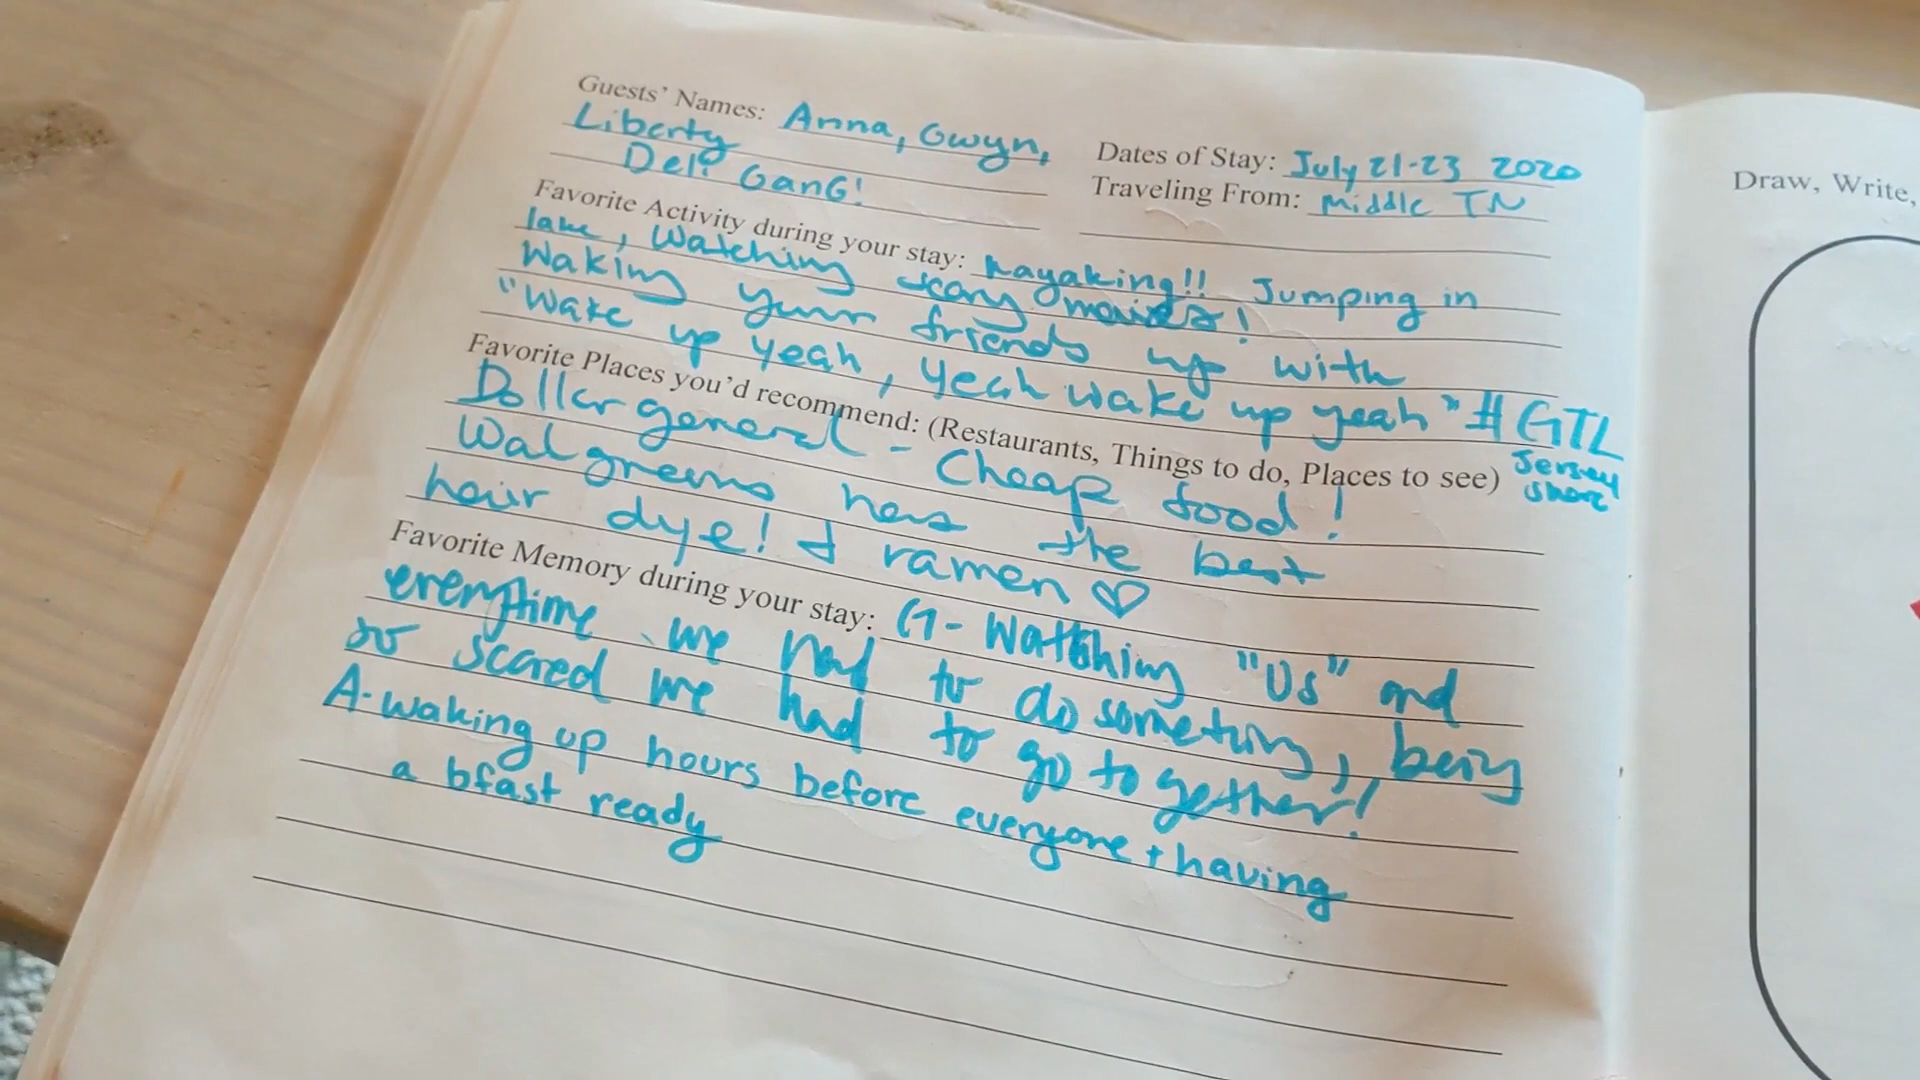 Guests' Names: Anna, Gwyn,
Liberty
Deli GanG!
Dates of Stay: July 21-23 2020
Traveling From: Middle TN
Favorite Activity during your stay: Kayaking!! Jumping in
lake, Watching scary movies!
Waking your friends up with
"Wake up yeah, yeah wake up yeah" #GTL
Jersey
Shore
Favorite Places you'd recommend: (Restaurants, Things to do, Places to see)
Dollar general - Cheap food!
Walgreens has the best
hair dye! & ramen ♡
Favorite Memory during your stay: G- Watching "Us" and
everytime we had to do something, being
so scared we had to go together!
A- waking up hours before everyone + having
a bfast ready
Draw, Write,